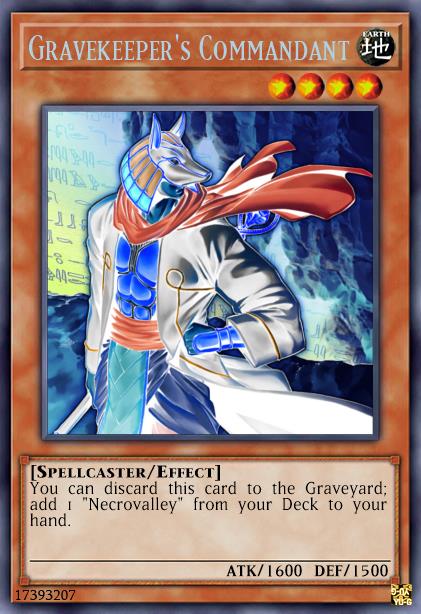 Gravekeeper's Commandant
EARTH
地
[Spellcaster/Effect]
You can discard this card to the Graveyard;
add 1 "Necrovalley" from your Deck to your
hand.
ATK/1600 DEF/1500
17393207